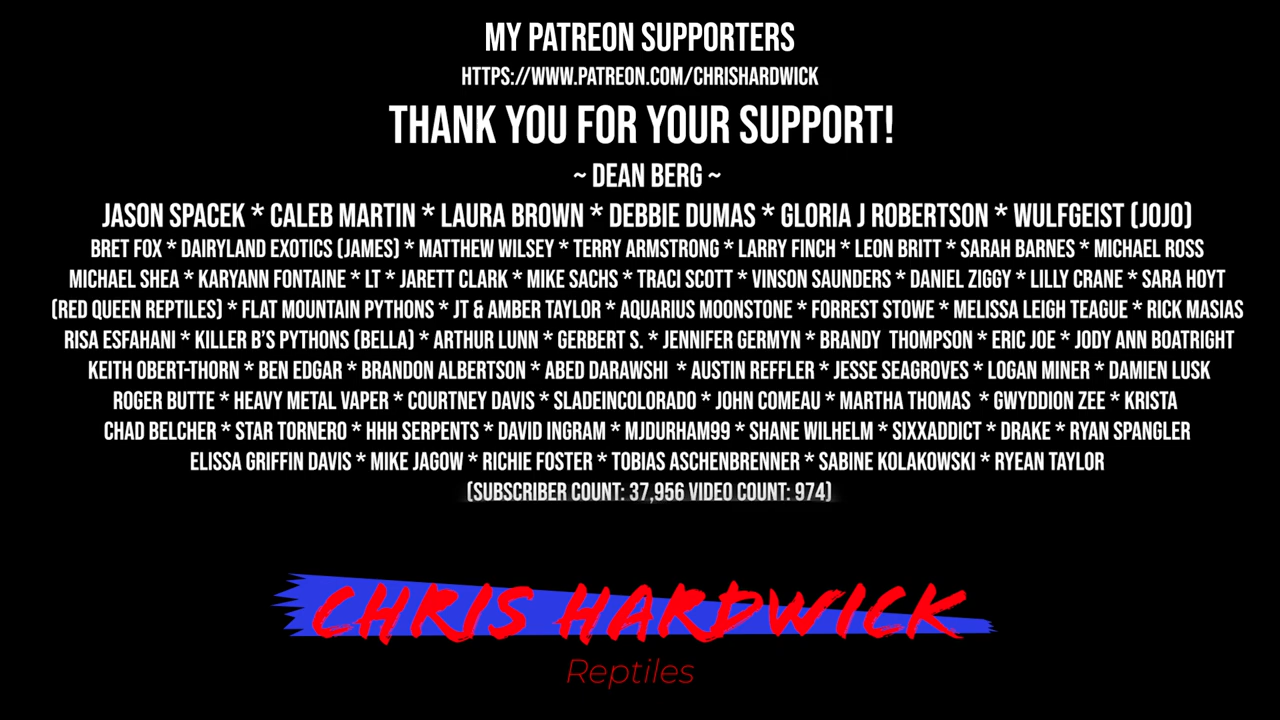 MY PATREON SUPPORTERS
HTTPS://WWW.PATREON.COM/CHRISHARDWICK
THANK YOU FOR YOUR SUPPORT!
~ DEAN BERG ~
JASON SPACEK * CALEB MARTIN * LAURA BROWN * DEBBIE DUMAS * GLORIA J ROBERTSON * WULFGEIST (JOJO)
BRET FOX * DAIRYLAND EXOTICS (JAMES) * MATTHEW WILSEY * TERRY ARMSTRONG * LARRY FINCH * LEON BRITT * SARAH BARNES * MICHAEL ROSS
MICHAEL SHEA * KARYANN FONTAINE * LT * JARETT CLARK * MIKE SACHS * TRACI SCOTT * VINSON SAUNDERS * DANIEL ZIGGY * LILLY CRANE * SARA HOYT
(RED QUEEN REPTILES) * FLAT MOUNTAIN PYTHONS * JT & AMBER TAYLOR * AQUARIUS MOONSTONE * FORREST STOWE * MELISSA LEIGH TEAGUE * RICK MASIAS
RISA ESFAHANI * KILLER B'S PYTHONS (BELLA) * ARTHUR LUNN * GERBERT S. * JENNIFER GERMYN * BRANDY THOMPSON * ERIC JOE * JODY ANN BOATRIGHT
KEITH OBERT-THORN * BEN EDGAR * BRANDON ALBERTSON * ABED DARAWSHI * AUSTIN REFFLER * JESSE SEAGROVES * LOGAN MINER * DAMIEN LUSK
ROGER BUTTE * HEAVY METAL VAPER * COURTNEY DAVIS * SLADEINCOLORADO * JOHN COMEAU * MARTHA THOMAS * GWYDDION ZEE * KRISTA
CHAD BELCHER * STAR TORNERO * HHH SERPENTS * DAVID INGRAM * MJDURHAM99 * SHANE WILHELM * SIXXADDICT * DRAKE * RYAN SPANGLER
ELISSA GRIFFIN DAVIS * MIKE JAGOW * RICHIE FOSTER * TOBIAS ASCHENBRENNER * SABINE KOLAKOWSKI * RYEAN TAYLOR
(SUBSCRIBER COUNT: 37,956 VIDEO COUNT: 974)
CHRIS HARDWICK
Reptiles